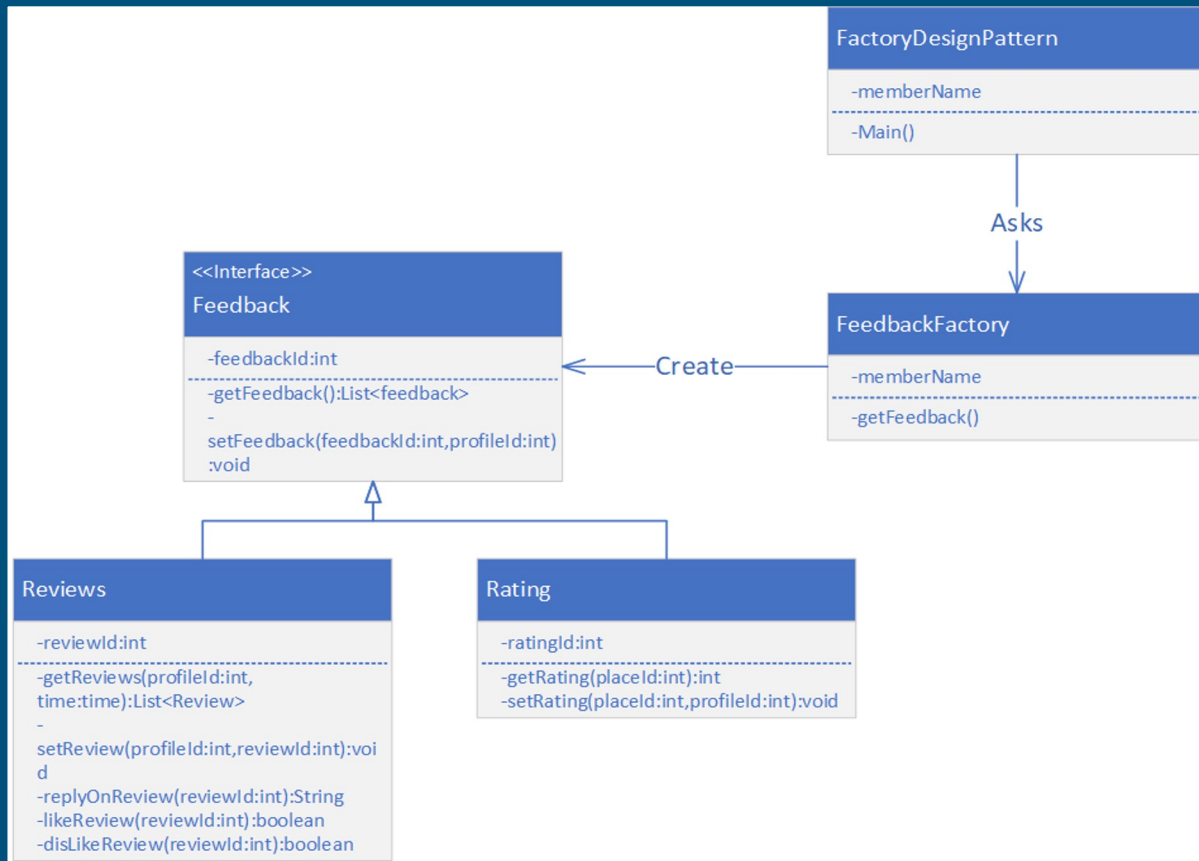 FactoryDesignPattern
-memberName
-Main()
Asks
<<Interface>>
Feedback
-feedbackId:int
-getFeedback():List<feedback>
-
setFeedback(feedbackId:int,profileId:int)
:void
Create
FeedbackFactory
-memberName
-getFeedback()
Reviews
-reviewId:int
-getReviews(profileId:int,
time:time):List<Review>
-
setReview(profileId:int,reviewId:int):voi
d
-replyOnReview(reviewId:int):String
-likeReview(reviewId:int):boolean
-disLikeReview(reviewId:int):boolean
Rating
-ratingId:int
-getRating(placeId:int):int
-setRating(placeId:int,profileId:int):void